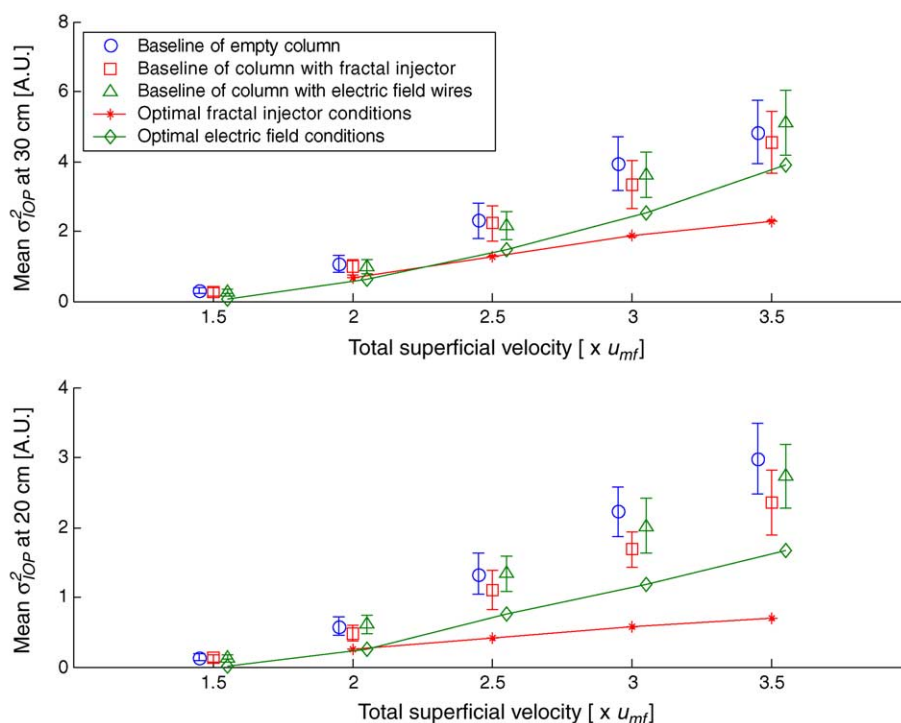 8
6
4
2
0
Mean σ²IOP at 30 cm [A.U.]
Baseline of empty column
Baseline of column with fractal injector
Baseline of column with electric field wires
Optimal fractal injector conditions
Optimal electric field conditions
1.5 2 2.5 3 3.5
Total superficial velocity [ x umf]
4
3
2
1
0
Mean σ²IOP at 20 cm [A.U.]
1.5 2 2.5 3 3.5
Total superficial velocity [ x umf]